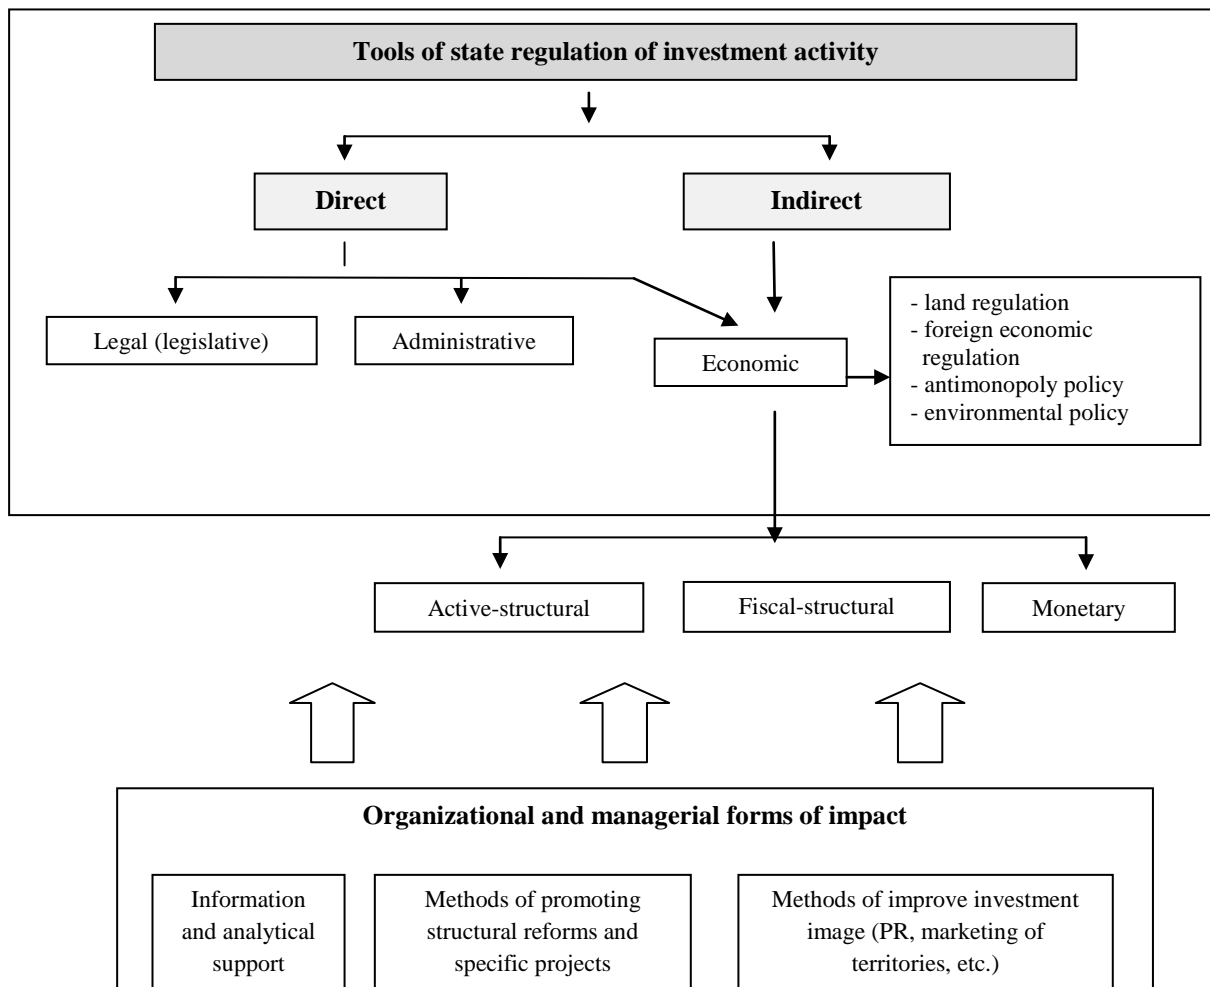 Tools of state regulation of investment activity
Direct
Indirect
- land regulation
- foreign economic
regulation
- antimonopoly policy
- environmental policy
Legal (legislative)
Administrative
Economic
Active-structural
Fiscal-structural
Monetary
Organizational and managerial forms of impact
Information
and analytical
support
Methods of promoting
structural reforms and
specific projects
Methods of improve investment
image (PR, marketing of
territories, etc.)